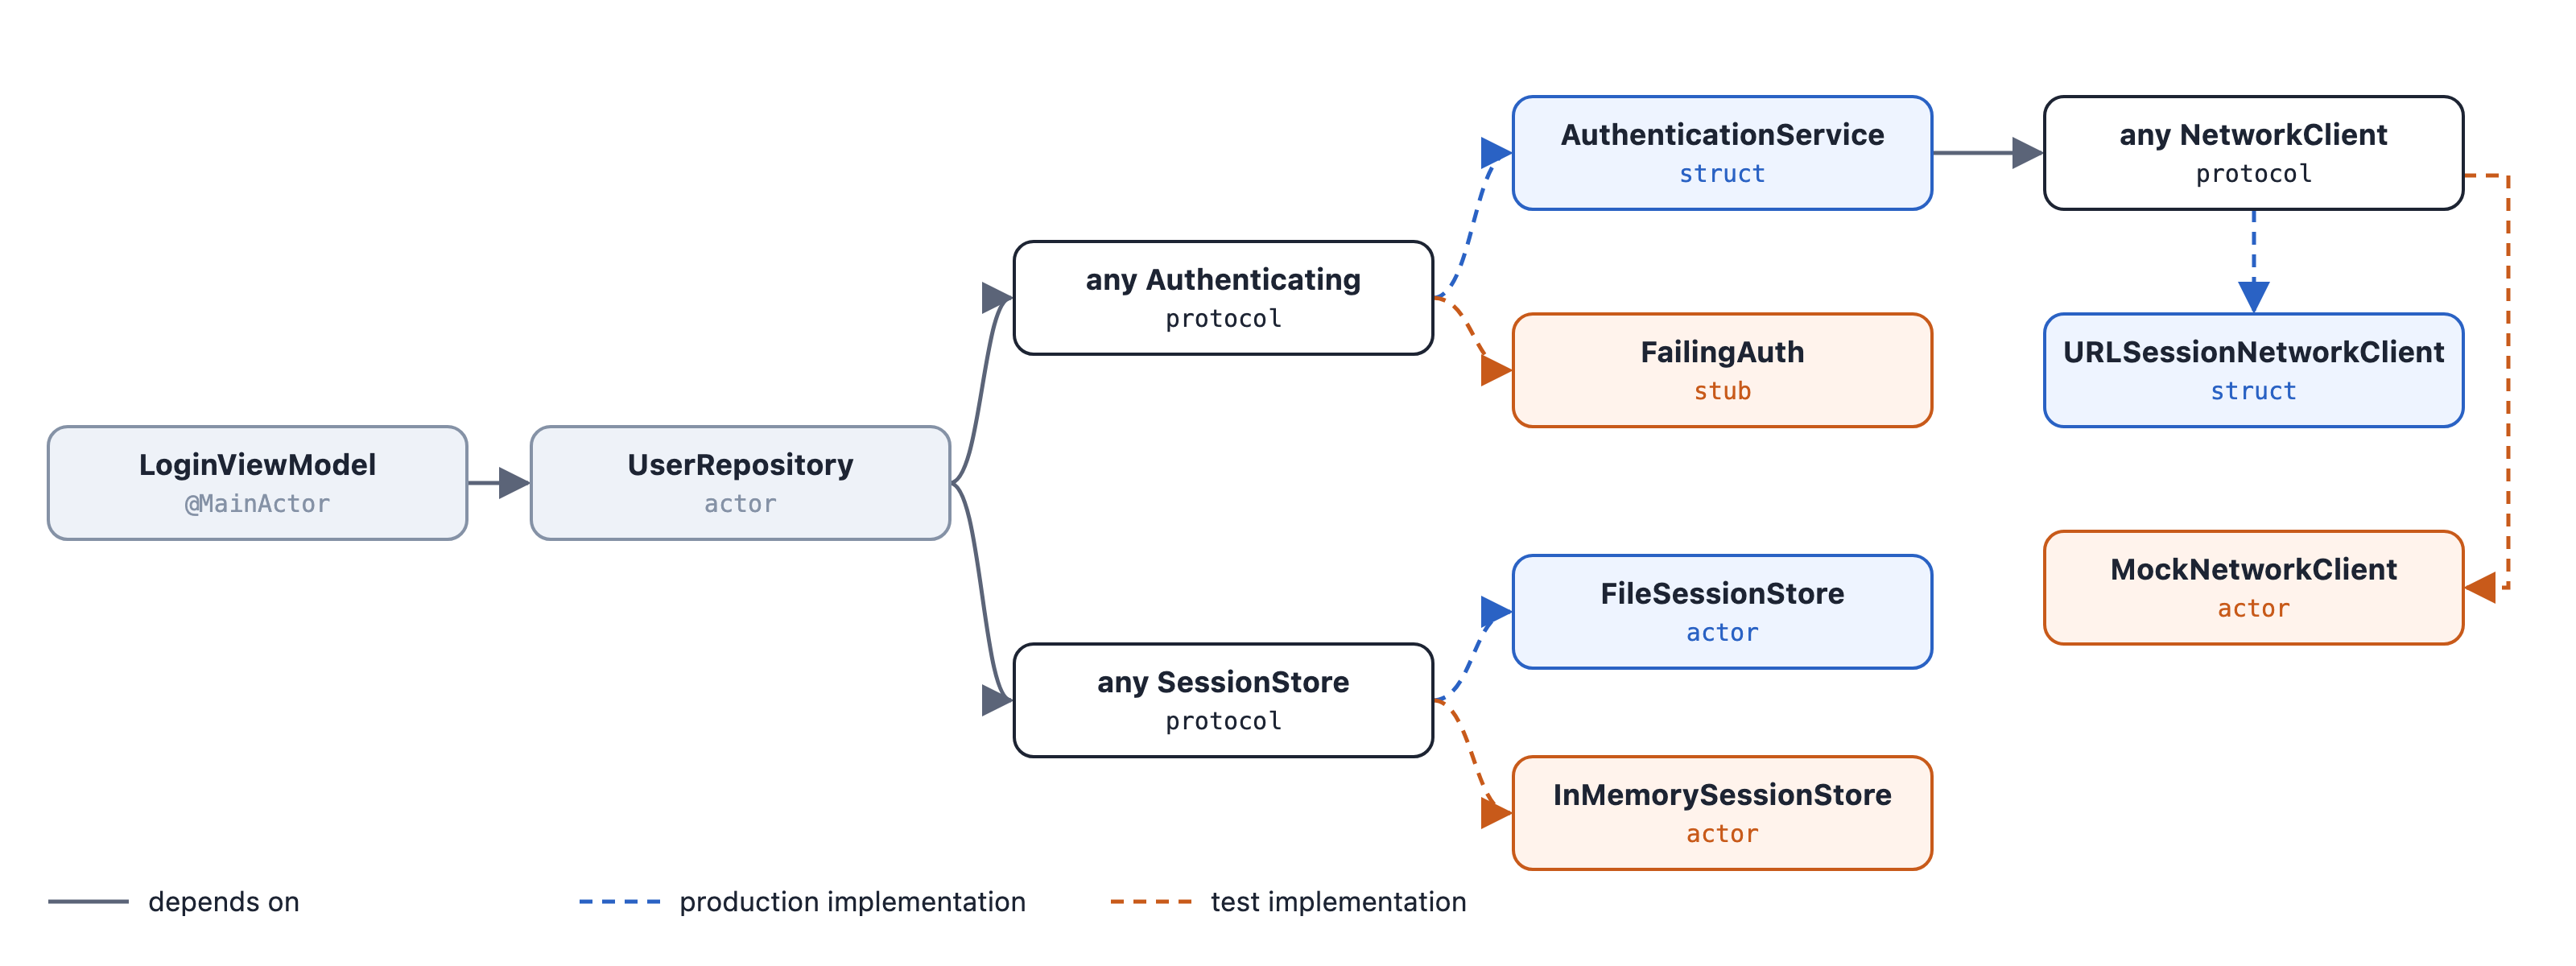 AuthenticationService
struct
any NetworkClient
protocol
any Authenticating
protocol
FailingAuth
stub
URLSessionNetworkClient
struct
LoginViewModel
@MainActor
UserRepository
actor
FileSessionStore
actor
MockNetworkClient
actor
any SessionStore
protocol
InMemorySessionStore
actor
depends on
production implementation
test implementation